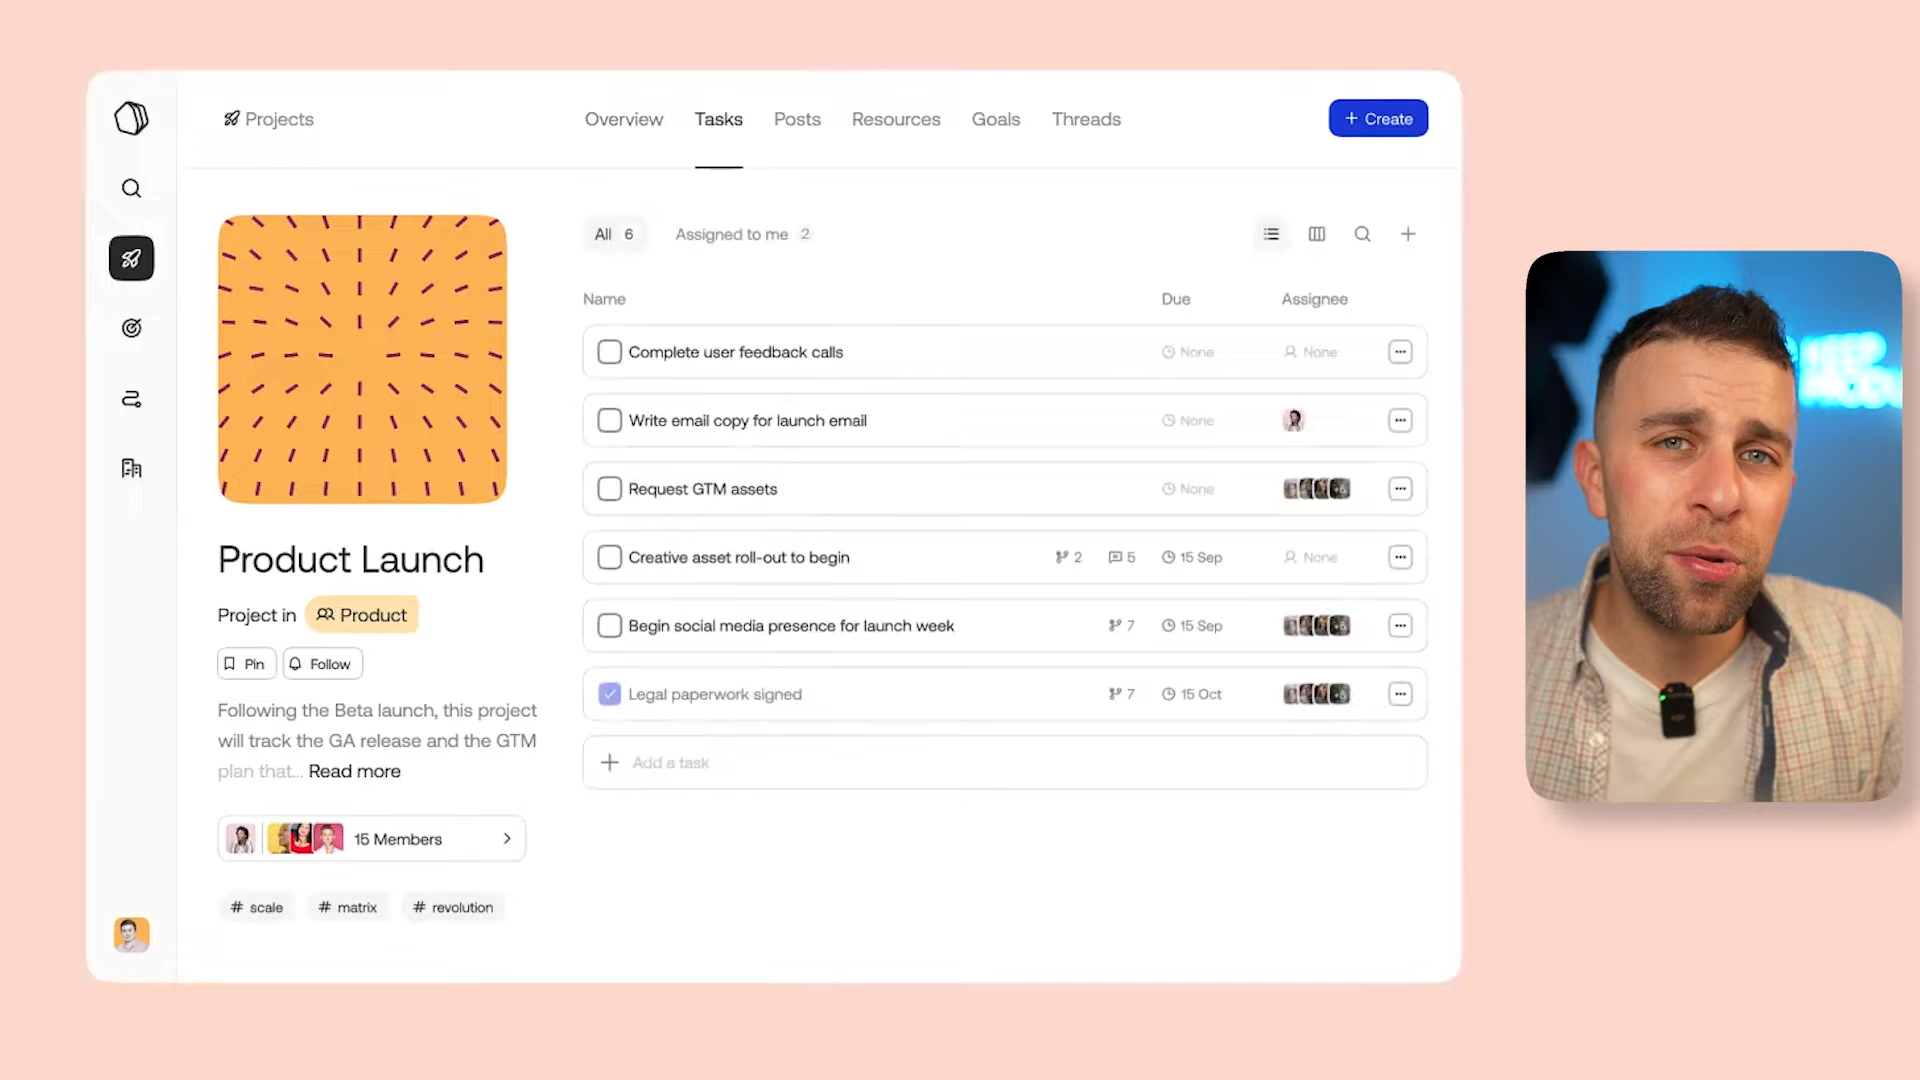 Projects
Overview
Tasks
Posts
Resources
Goals
Threads
+ Create
All 6
Assigned to me 2
Name
Due
Assignee
Complete user feedback calls
None
None
Write email copy for launch email
None
Request GTM assets
None
Creative asset roll-out to begin
2
5
15 Sep
None
Begin social media presence for launch week
7
15 Sep
Legal paperwork signed
7
15 Oct
Add a task
Product Launch
Project in Product
Pin
Follow
Following the Beta launch, this project
will track the GA release and the GTM
plan that... Read more
15 Members
# scale
# matrix
# revolution